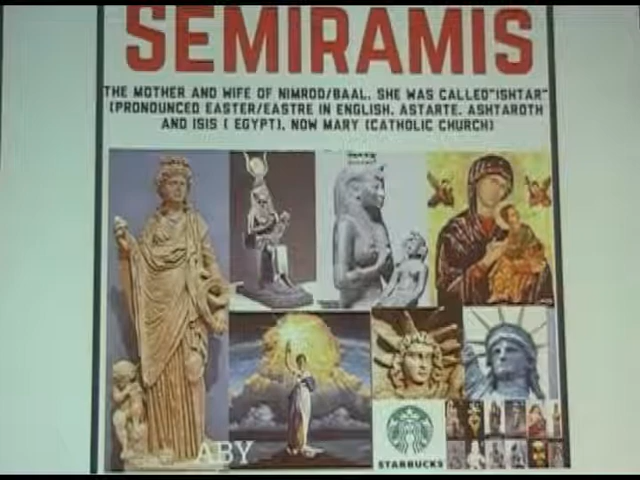 SEMIRAMIS
THE MOTHER AND WIFE OF NIMROD/BAAL. SHE WAS CALLED"ISHTAR"
(PRONOUNCED EASTER/EASTRE IN ENGLISH. ASTARTE. ASHTAROTH
AND ISIS ( EGYPT). NOW MARY (CATHOLIC CHURCH)
STARBUCKS
ABY